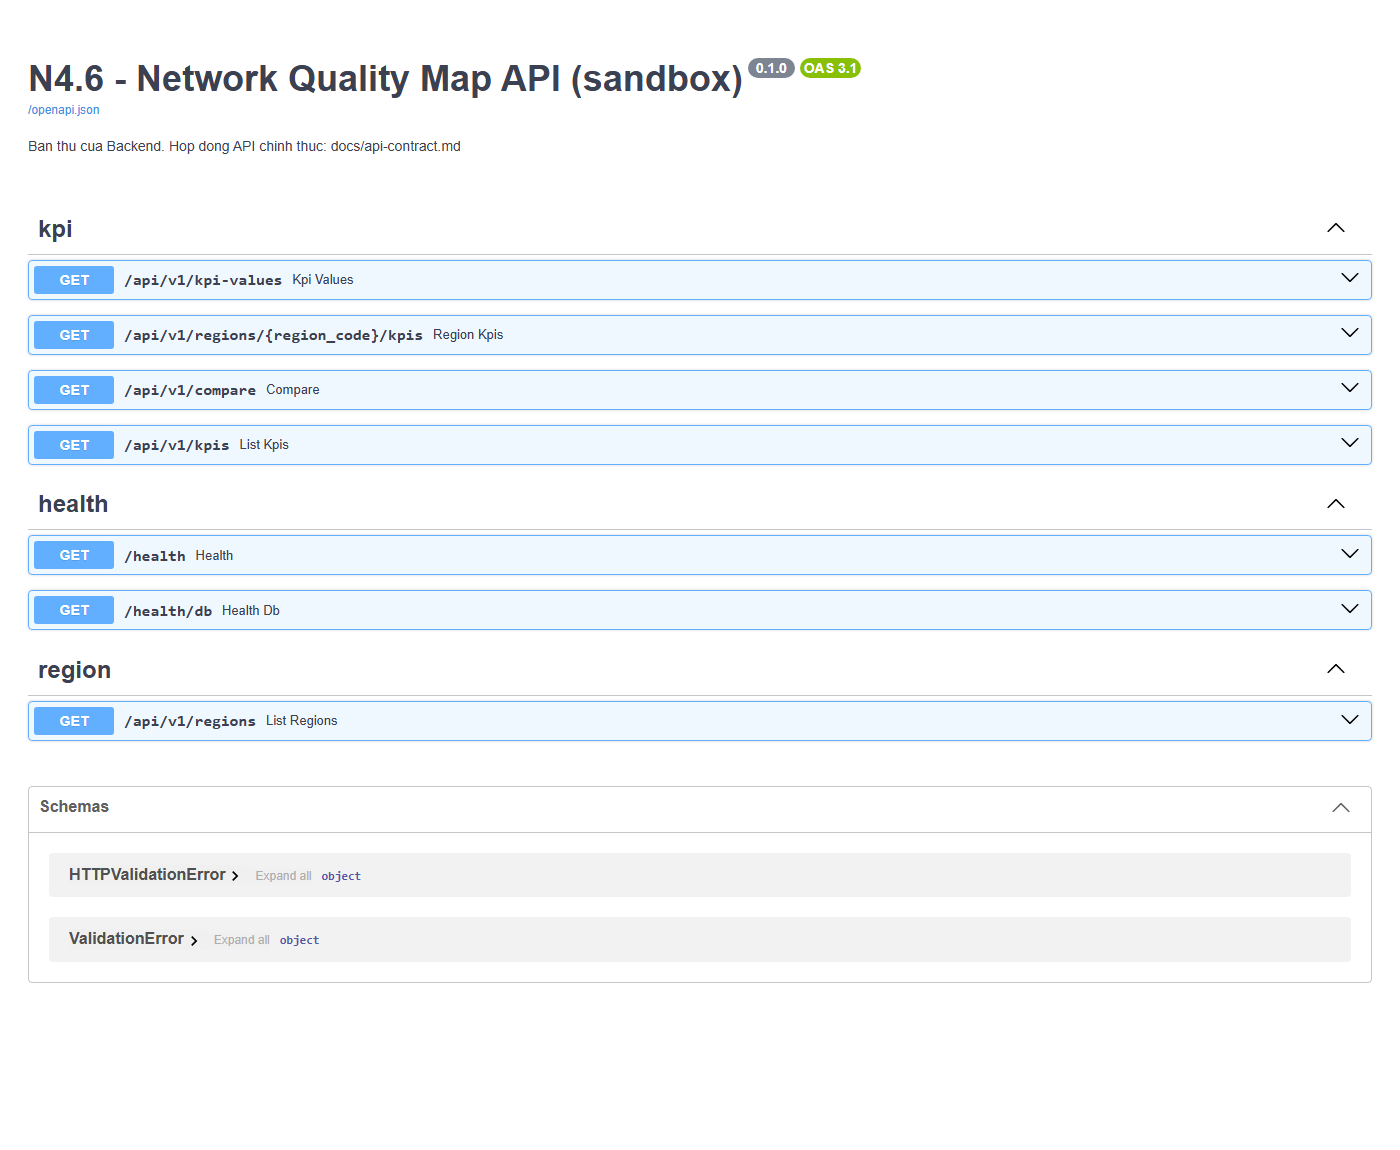 N4.6 - Network Quality Map API (sandbox) 0.1.0 OAS 3.1
/openapi.json
Ban thu cua Backend. Hop dong API chinh thuc: docs/api-contract.md
kpi
GET /api/v1/kpi-values Kpi Values
GET /api/v1/regions/{region_code}/kpis Region Kpis
GET /api/v1/compare Compare
GET /api/v1/kpis List Kpis
health
GET /health Health
GET /health/db Health Db
region
GET /api/v1/regions List Regions
Schemas
HTTPValidationError Expand all object
ValidationError Expand all object